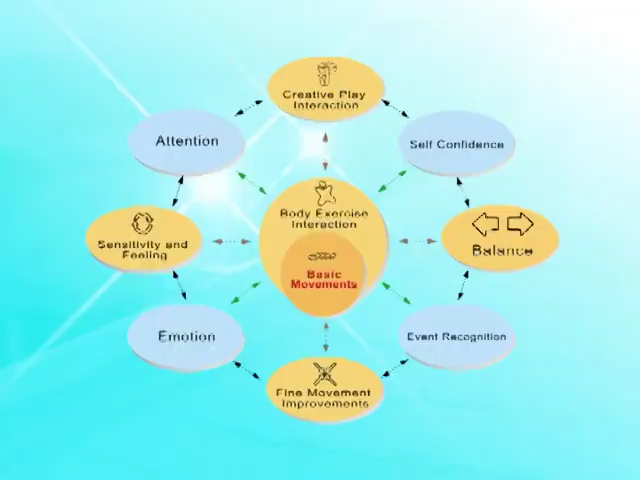 Creative Play
Interaction
Attention
Self Confidence
Body Exercise
Interaction
Sensitivity and
Feeling
Balance
Basic
Movements
Emotion
Event Recognition
Fine Movement
Improvements